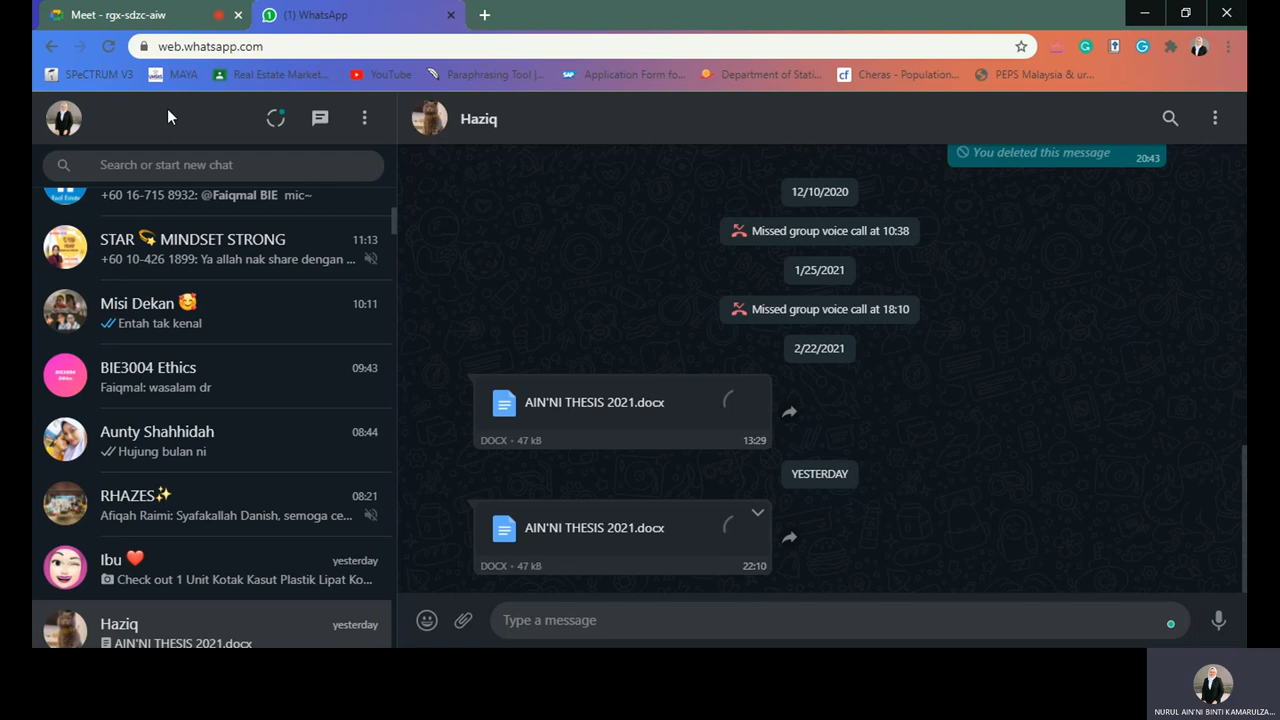 Meet - rgx-sdzc-aiw
(1) WhatsApp
web.whatsapp.com
SPeCTRUM V3
MAYA
Real Estate Market...
YouTube
Paraphrasing Tool |...
Application Form fo...
Department of Stati...
Cheras - Population...
PEPS Malaysia & ur...
Haziq
Search or start new chat
+60 16-715 8932: @Faiqmal BIE mic~
STAR 💫 MINDSET STRONG
11:13
+60 10-426 1899: Ya allah nak share dengan ...
Misi Dekan 🥰
10:11
Entah tak kenal
BIE3004 Ethics
09:43
Faiqmal: wasalam dr
Aunty Shahhidah
08:44
Hujung bulan ni
RHAZES✨
08:21
Afiqah Raimi: Syafakallah Danish, semoga ce...
Ibu ❤️
yesterday
Check out 1 Unit Kotak Kasut Plastik Lipat Ko...
Haziq
yesterday
AIN'NI THESIS 2021.docx
You deleted this message
20:43
12/10/2020
Missed group voice call at 10:38
1/25/2021
Missed group voice call at 18:10
2/22/2021
AIN'NI THESIS 2021.docx
DOCX • 47 kB
13:29
YESTERDAY
AIN'NI THESIS 2021.docx
DOCX • 47 kB
22:10
Type a message
NURUL AIN'NI BINTI KAMARULZA...